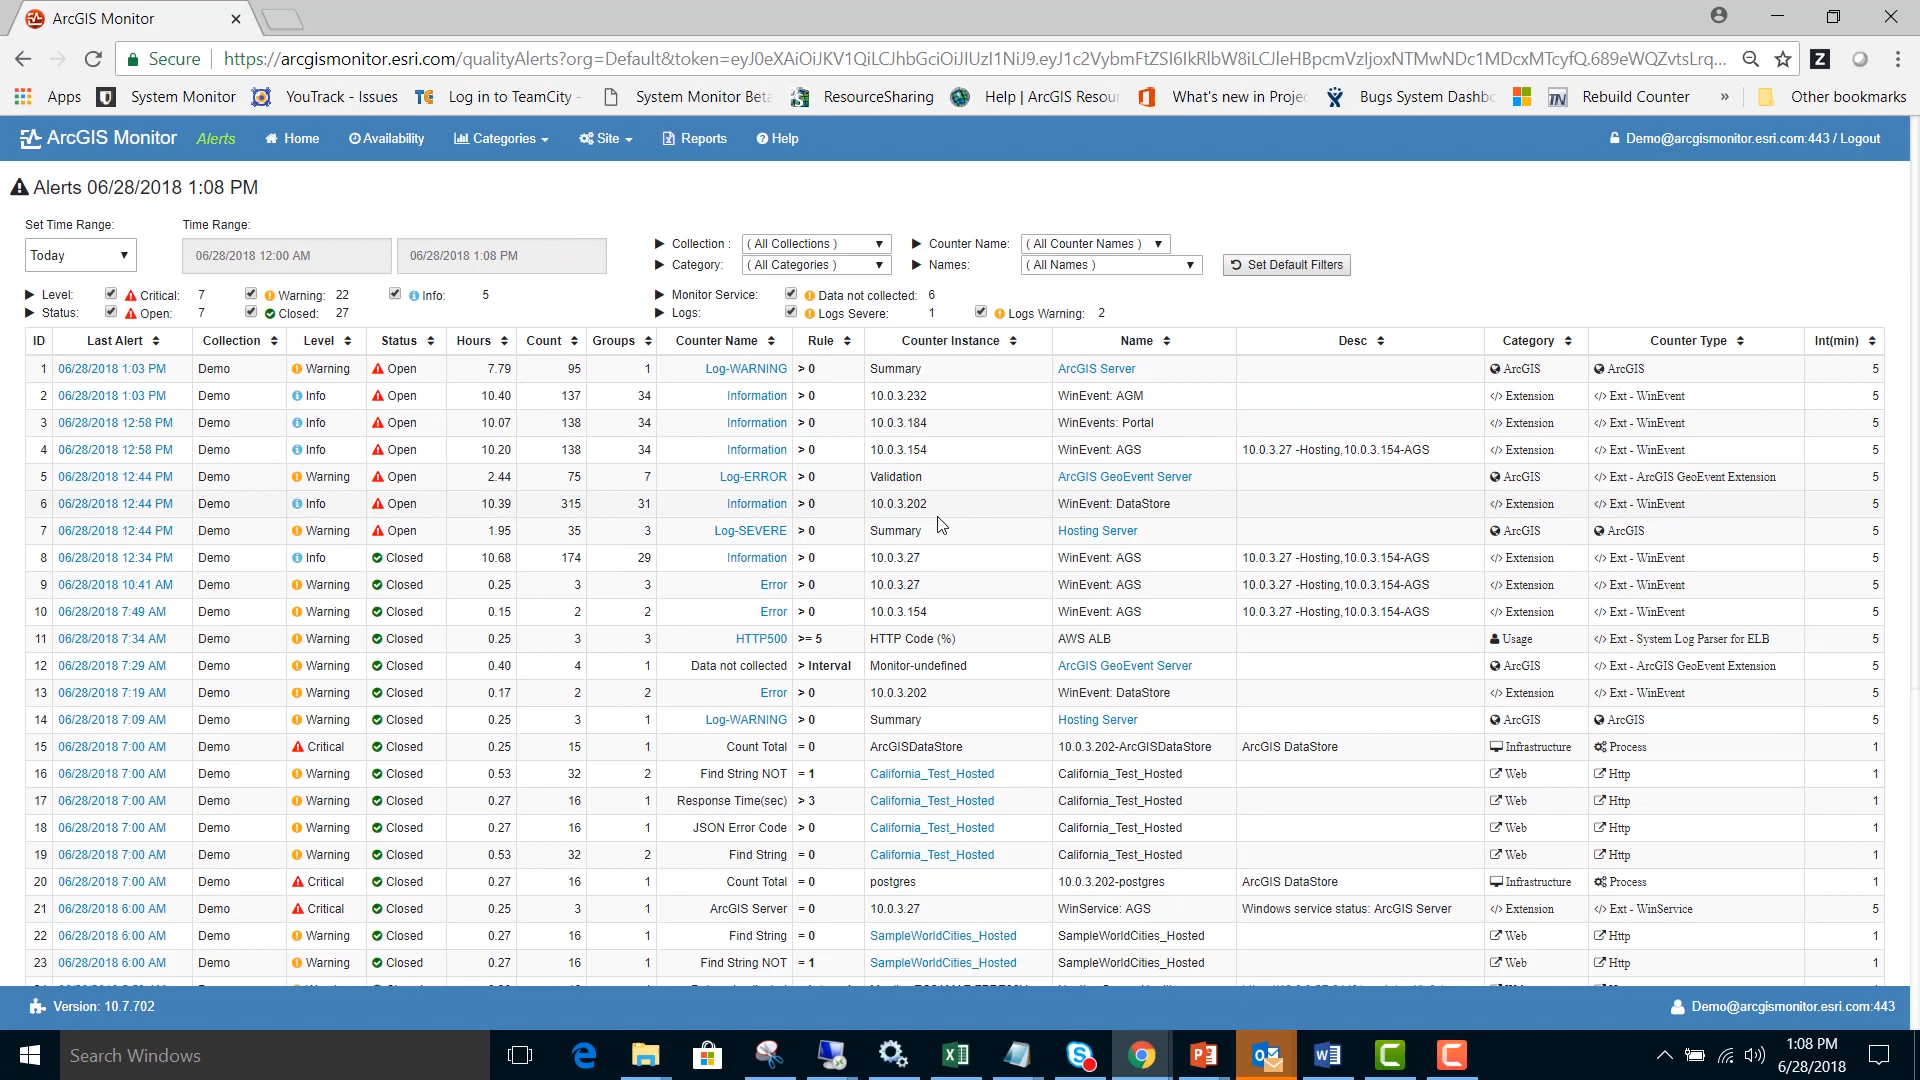 ArcGIS Monitor
Secure https://arcgismonitor.esri.com/qualityAlerts?org=Default&token=eyJ0eXAiOiJKV1QiLCJhbGciOiJIUzI1NiJ9.eyJ1c2VybmFtZSI6IkRlbW8iLCJleHBpcmVzIjoxNTMwNDc1MDcxMTcyfQ.689eWQZvtsLrq...
Apps System Monitor YouTrack - Issues Log in to TeamCity - System Monitor Beta ResourceSharing Help | ArcGIS Resour What's new in Projec Bugs System Dashbo Rebuild Counter » Other bookmarks
ArcGIS Monitor Alerts Home Availability Categories Site Reports Help Demo@arcgismonitor.esri.com:443 / Logout
Alerts 06/28/2018 1:08 PM
Set Time Range: Time Range:
Today 06/28/2018 12:00 AM 06/28/2018 1:08 PM
Collection : ( All Collections ) Counter Name: ( All Counter Names )
Category: ( All Categories ) Names: ( All Names ) Set Default Filters
Level: Critical: 7 Warning: 22 Info: 5 Monitor Service: Data not collected: 6
Status: Open: 7 Closed: 27 Logs: Logs Severe: 1 Logs Warning: 2
ID Last Alert Collection Level Status Hours Count Groups Counter Name Rule Counter Instance Name Desc Category Counter Type Int(min)
1 06/28/2018 1:03 PM Demo Warning Open 7.79 95 1 Log-WARNING > 0 Summary ArcGIS Server ArcGIS ArcGIS 5
2 06/28/2018 1:03 PM Demo Info Open 10.40 137 34 Information > 0 10.0.3.232 WinEvent: AGM </> Extension </> Ext - WinEvent 5
3 06/28/2018 12:58 PM Demo Info Open 10.07 138 34 Information > 0 10.0.3.184 WinEvents: Portal </> Extension </> Ext - WinEvent 5
4 06/28/2018 12:58 PM Demo Info Open 10.20 138 34 Information > 0 10.0.3.154 WinEvent: AGS 10.0.3.27 -Hosting,10.0.3.154-AGS </> Extension </> Ext - WinEvent 5
5 06/28/2018 12:44 PM Demo Warning Open 2.44 75 7 Log-ERROR > 0 Validation ArcGIS GeoEvent Server ArcGIS </> Ext - ArcGIS GeoEvent Extension 5
6 06/28/2018 12:44 PM Demo Info Open 10.39 315 31 Information > 0 10.0.3.202 WinEvent: DataStore </> Extension </> Ext - WinEvent 5
7 06/28/2018 12:44 PM Demo Warning Open 1.95 35 3 Log-SEVERE > 0 Summary Hosting Server ArcGIS ArcGIS 5
8 06/28/2018 12:34 PM Demo Info Closed 10.68 174 29 Information > 0 10.0.3.27 WinEvent: AGS 10.0.3.27 -Hosting,10.0.3.154-AGS </> Extension </> Ext - WinEvent 5
9 06/28/2018 10:41 AM Demo Warning Closed 0.25 3 3 Error > 0 10.0.3.27 WinEvent: AGS 10.0.3.27 -Hosting,10.0.3.154-AGS </> Extension </> Ext - WinEvent 5
10 06/28/2018 7:49 AM Demo Warning Closed 0.15 2 2 Error > 0 10.0.3.154 WinEvent: AGS 10.0.3.27 -Hosting,10.0.3.154-AGS </> Extension </> Ext - WinEvent 5
11 06/28/2018 7:34 AM Demo Warning Closed 0.25 3 3 HTTP500 >= 5 HTTP Code (%) AWS ALB Usage </> Ext - System Log Parser for ELB 5
12 06/28/2018 7:29 AM Demo Warning Closed 0.40 4 1 Data not collected > Interval Monitor-undefined ArcGIS GeoEvent Server ArcGIS </> Ext - ArcGIS GeoEvent Extension 5
13 06/28/2018 7:19 AM Demo Warning Closed 0.17 2 2 Error > 0 10.0.3.202 WinEvent: DataStore </> Extension </> Ext - WinEvent 5
14 06/28/2018 7:09 AM Demo Warning Closed 0.25 3 1 Log-WARNING > 0 Summary Hosting Server ArcGIS ArcGIS 5
15 06/28/2018 7:00 AM Demo Critical Closed 0.25 15 1 Count Total = 0 ArcGISDataStore 10.0.3.202-ArcGISDataStore ArcGIS DataStore Infrastructure Process 1
16 06/28/2018 7:00 AM Demo Warning Closed 0.53 32 2 Find String NOT = 1 California_Test_Hosted California_Test_Hosted Web Http 1
17 06/28/2018 7:00 AM Demo Warning Closed 0.27 16 1 Response Time(sec) > 3 California_Test_Hosted California_Test_Hosted Web Http 1
18 06/28/2018 7:00 AM Demo Warning Closed 0.27 16 1 JSON Error Code > 0 California_Test_Hosted California_Test_Hosted Web Http 1
19 06/28/2018 7:00 AM Demo Warning Closed 0.53 32 2 Find String = 0 California_Test_Hosted California_Test_Hosted Web Http 1
20 06/28/2018 7:00 AM Demo Critical Closed 0.27 16 1 Count Total = 0 postgres 10.0.3.202-postgres ArcGIS DataStore Infrastructure Process 1
21 06/28/2018 6:00 AM Demo Critical Closed 0.25 3 1 ArcGIS Server = 0 10.0.3.27 WinService: AGS Windows service status: ArcGIS Server </> Extension </> Ext - WinService 5
22 06/28/2018 6:00 AM Demo Warning Closed 0.27 16 1 Find String = 0 SampleWorldCities_Hosted SampleWorldCities_Hosted Web Http 1
23 06/28/2018 6:00 AM Demo Warning Closed 0.27 16 1 Find String NOT = 1 SampleWorldCities_Hosted SampleWorldCities_Hosted Web Http 1
Version: 10.7.702 Demo@arcgismonitor.esri.com:443
Search Windows 1:08 PM
6/28/2018